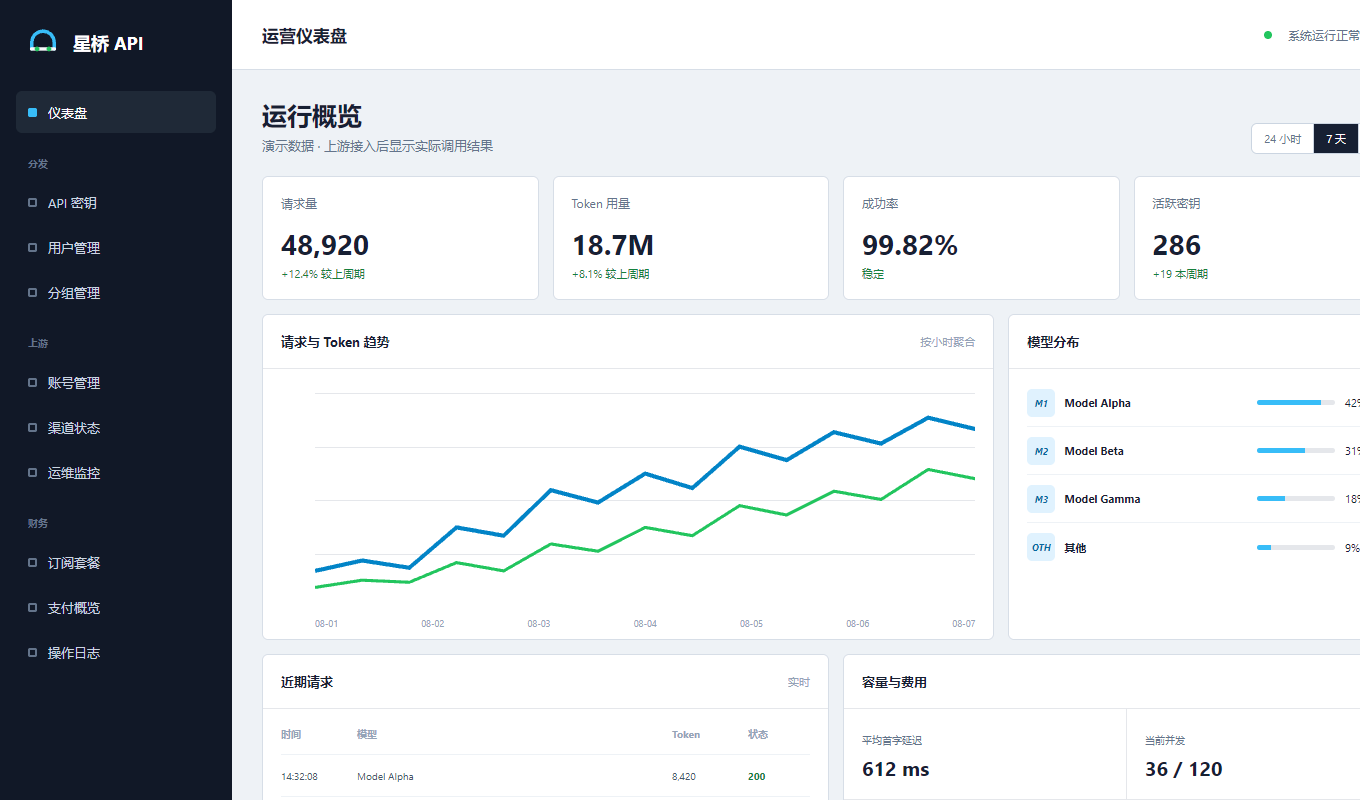 星桥 API
仪表盘
分发
API 密钥
用户管理
分组管理
上游
账号管理
渠道状态
运维监控
财务
订阅套餐
支付概览
操作日志
运营仪表盘
系统运行正常
运行概览
演示数据 · 上游接入后显示实际调用结果
24 小时 7 天
请求量
48,920
+12.4% 较上周期
Token 用量
18.7M
+8.1% 较上周期
成功率
99.82%
稳定
活跃密钥
286
+19 本周期
请求与 Token 趋势 按小时聚合
08-01 08-02 08-03 08-04 08-05 08-06 08-07
模型分布
M1 Model Alpha 42%
M2 Model Beta 31%
M3 Model Gamma 18%
OTH 其他 9%
近期请求 实时
时间 模型 Token 状态
14:32:08 Model Alpha 8,420 200
容量与费用
平均首字延迟
612 ms
当前并发
36 / 120